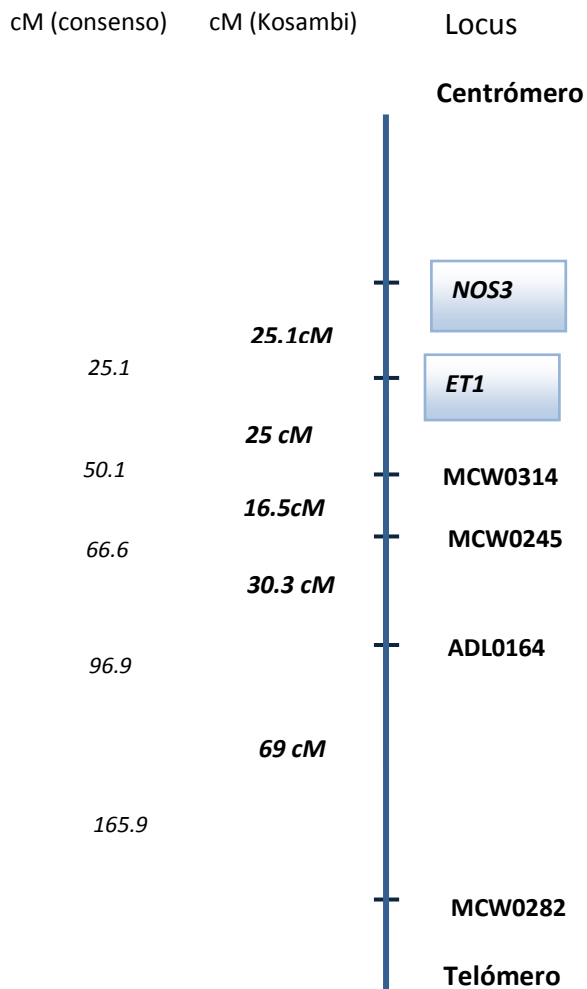 cM (consenso) cM (Kosambi) Locus
Centrómero
NOS3
25.1cM
25.1
ET1
25 cM
50.1
MCW0314
16.5cM
MCW0245
66.6
30.3 cM
ADL0164
96.9
69 cM
165.9
MCW0282
Telómero